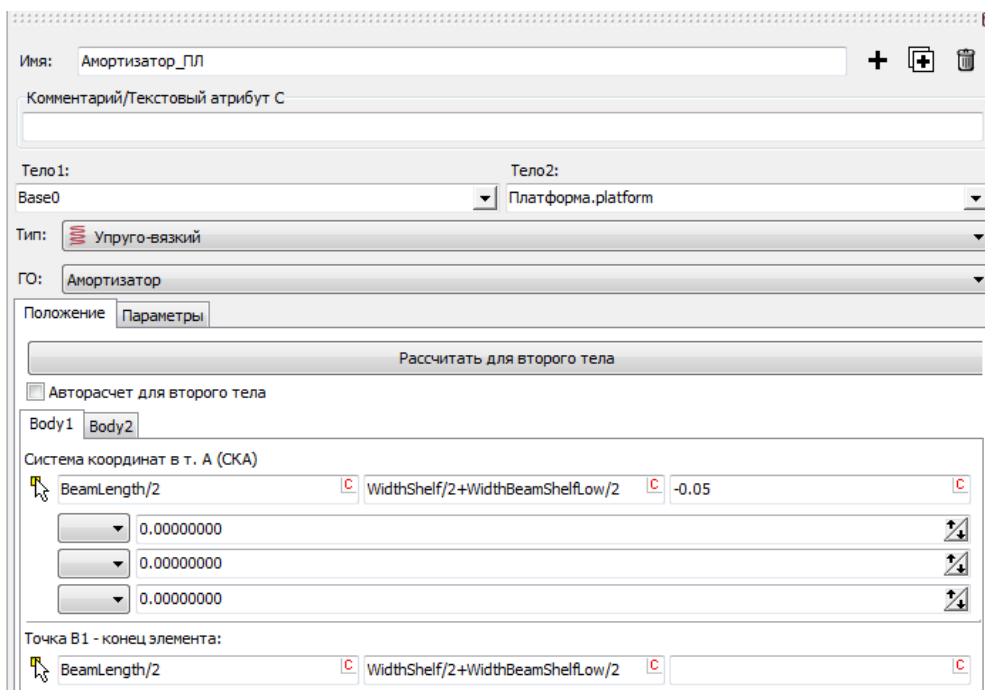 Имя: Амортизатор_ПЛ
Комментарий/Текстовый атрибут C
Тело1: Тело2:
Base0 Платформа.platform
Тип: Упруго-вязкий
ГО: Амортизатор
Положение Параметры
Рассчитать для второго тела
Авторасчет для второго тела
Body1 Body2
Система координат в т. А (СКА)
BeamLength/2 C WidthShelf/2+WidthBeamShelfLow/2 C -0.05 C
0.00000000
0.00000000
0.00000000
Точка B1 - конец элемента:
BeamLength/2 C WidthShelf/2+WidthBeamShelfLow/2 C C